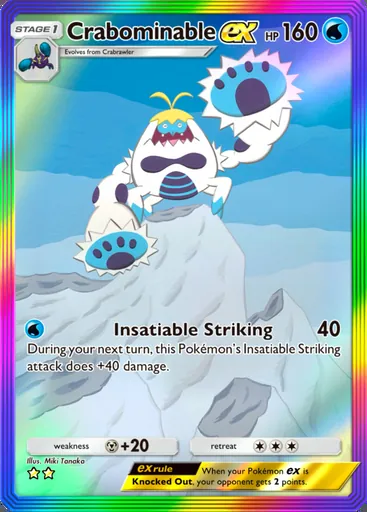 STAGE 1
Crabominable ex HP 160
Evolves from Crabrawler
Insatiable Striking 40
During your next turn, this Pokémon's Insatiable Striking
attack does +40 damage.
weakness +20 retreat
Illus. Miki Tanaka
ex rule When your Pokémon ex is
Knocked Out, your opponent gets 2 points.